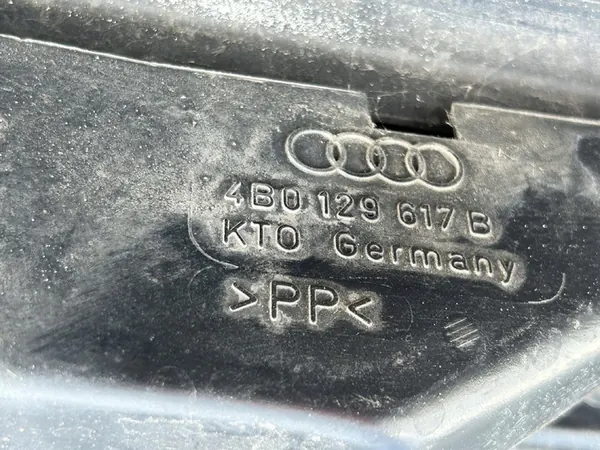 4B0 129 617 B
KTO Germany
>PP<